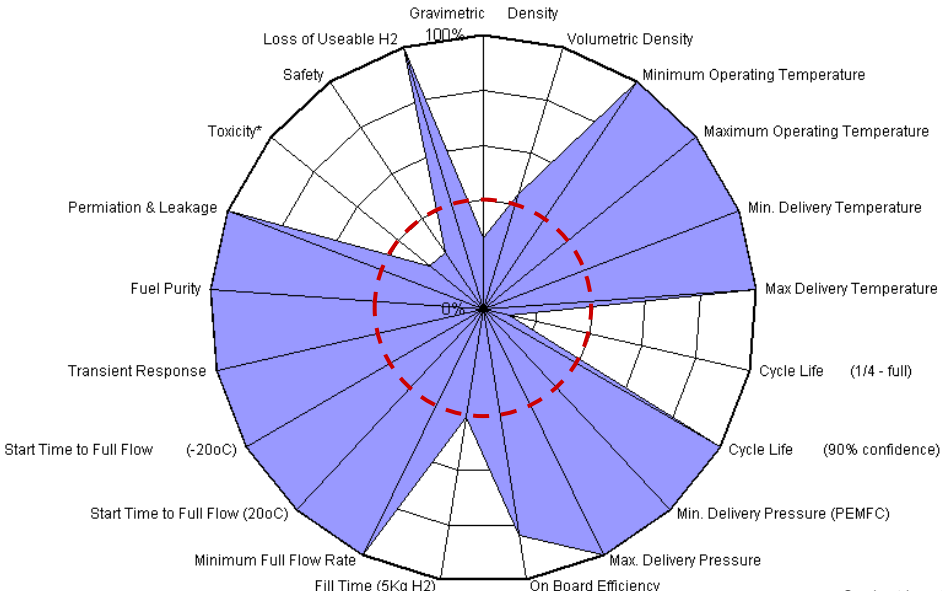 Gravimetric Density
Loss of Useable H2
100%
Volumetric Density
Safety
Minimum Operating Temperature
Toxicity*
Maximum Operating Temperature
Permiation & Leakage
Min. Delivery Temperature
Fuel Purity
0%
Max Delivery Temperature
Transient Response
Cycle Life (1/4 - full)
Start Time to Full Flow (-20oC)
Cycle Life (90% confidence)
Start Time to Full Flow (20oC)
Min. Delivery Pressure (PEMFC)
Minimum Full Flow Rate
Max. Delivery Pressure
Fill Time (5Kg H2)
On Board Efficiency